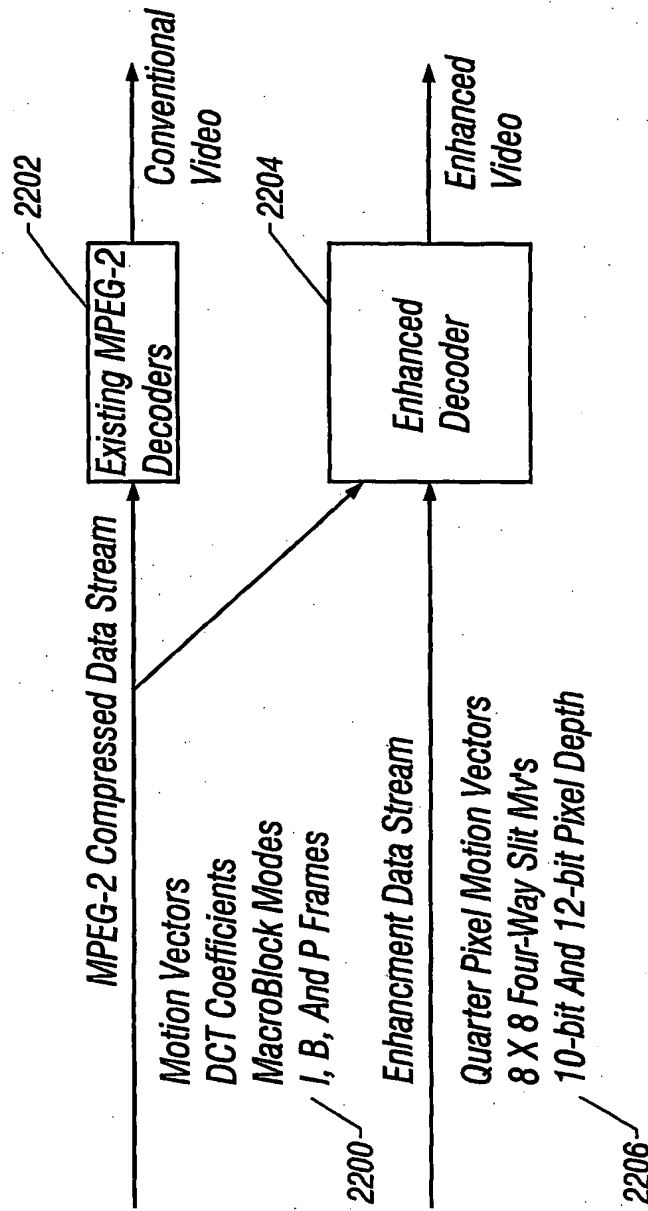 MPEG-2 Compressed Data Stream
Motion Vectors
DCT Coefficients
MacroBlock Modes
I, B, And P Frames
2200
Existing MPEG-2
Decoders
2202
Conventional
Video
Enhancment Data Stream
Quarter Pixel Motion Vectors
8 X 8 Four-Way Slit Mv's
10-bit And 12-bit Pixel Depth
2206
Enhanced
Decoder
2204
Enhanced
Video